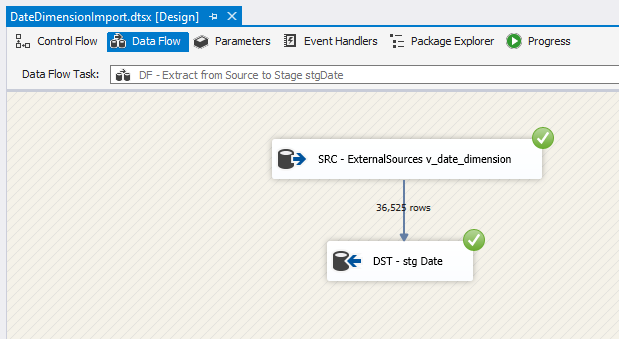 DateDimensionImport.dtsx [Design]
Control Flow Data Flow Parameters Event Handlers Package Explorer Progress
Data Flow Task: DF - Extract from Source to Stage stgDate
SRC - ExternalSources v_date_dimension
36,525 rows
DST - stg Date